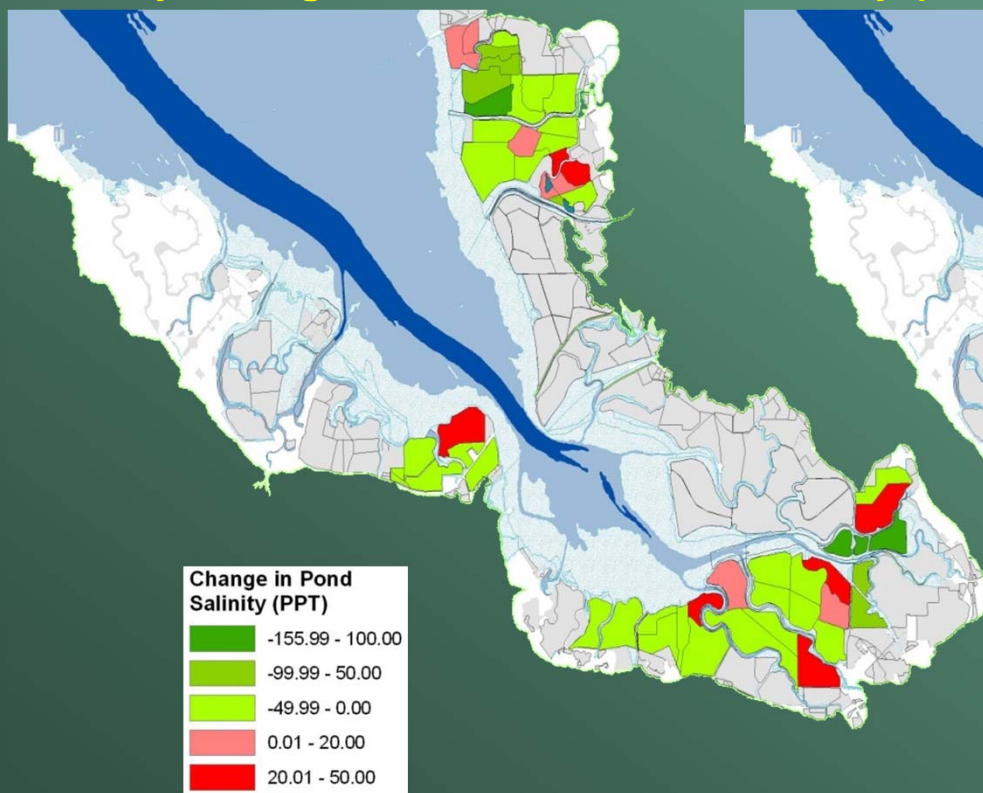 Change in Pond
Salinity (PPT)
-155.99 - 100.00
-99.99 - 50.00
-49.99 - 0.00
0.01 - 20.00
20.01 - 50.00